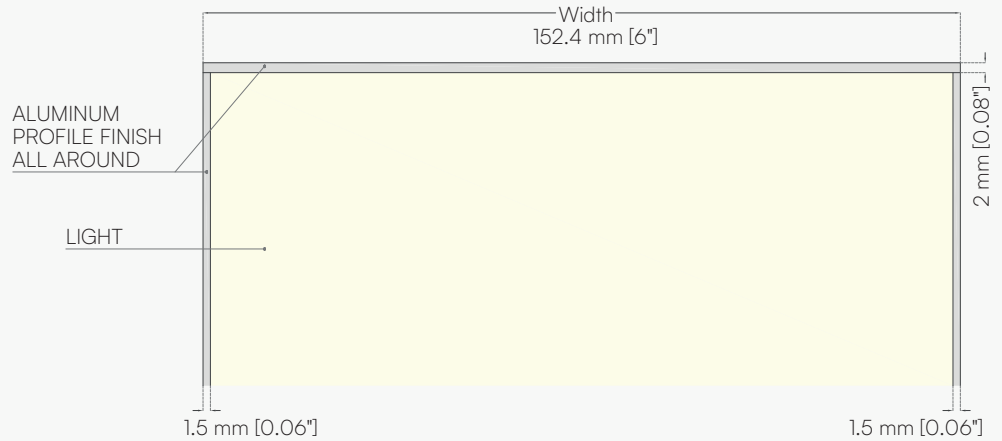 Width
152.4 mm [6"]
ALUMINUM
PROFILE FINISH
ALL AROUND
2 mm [0.08"]
LIGHT
1.5 mm [0.06"]
1.5 mm [0.06"]